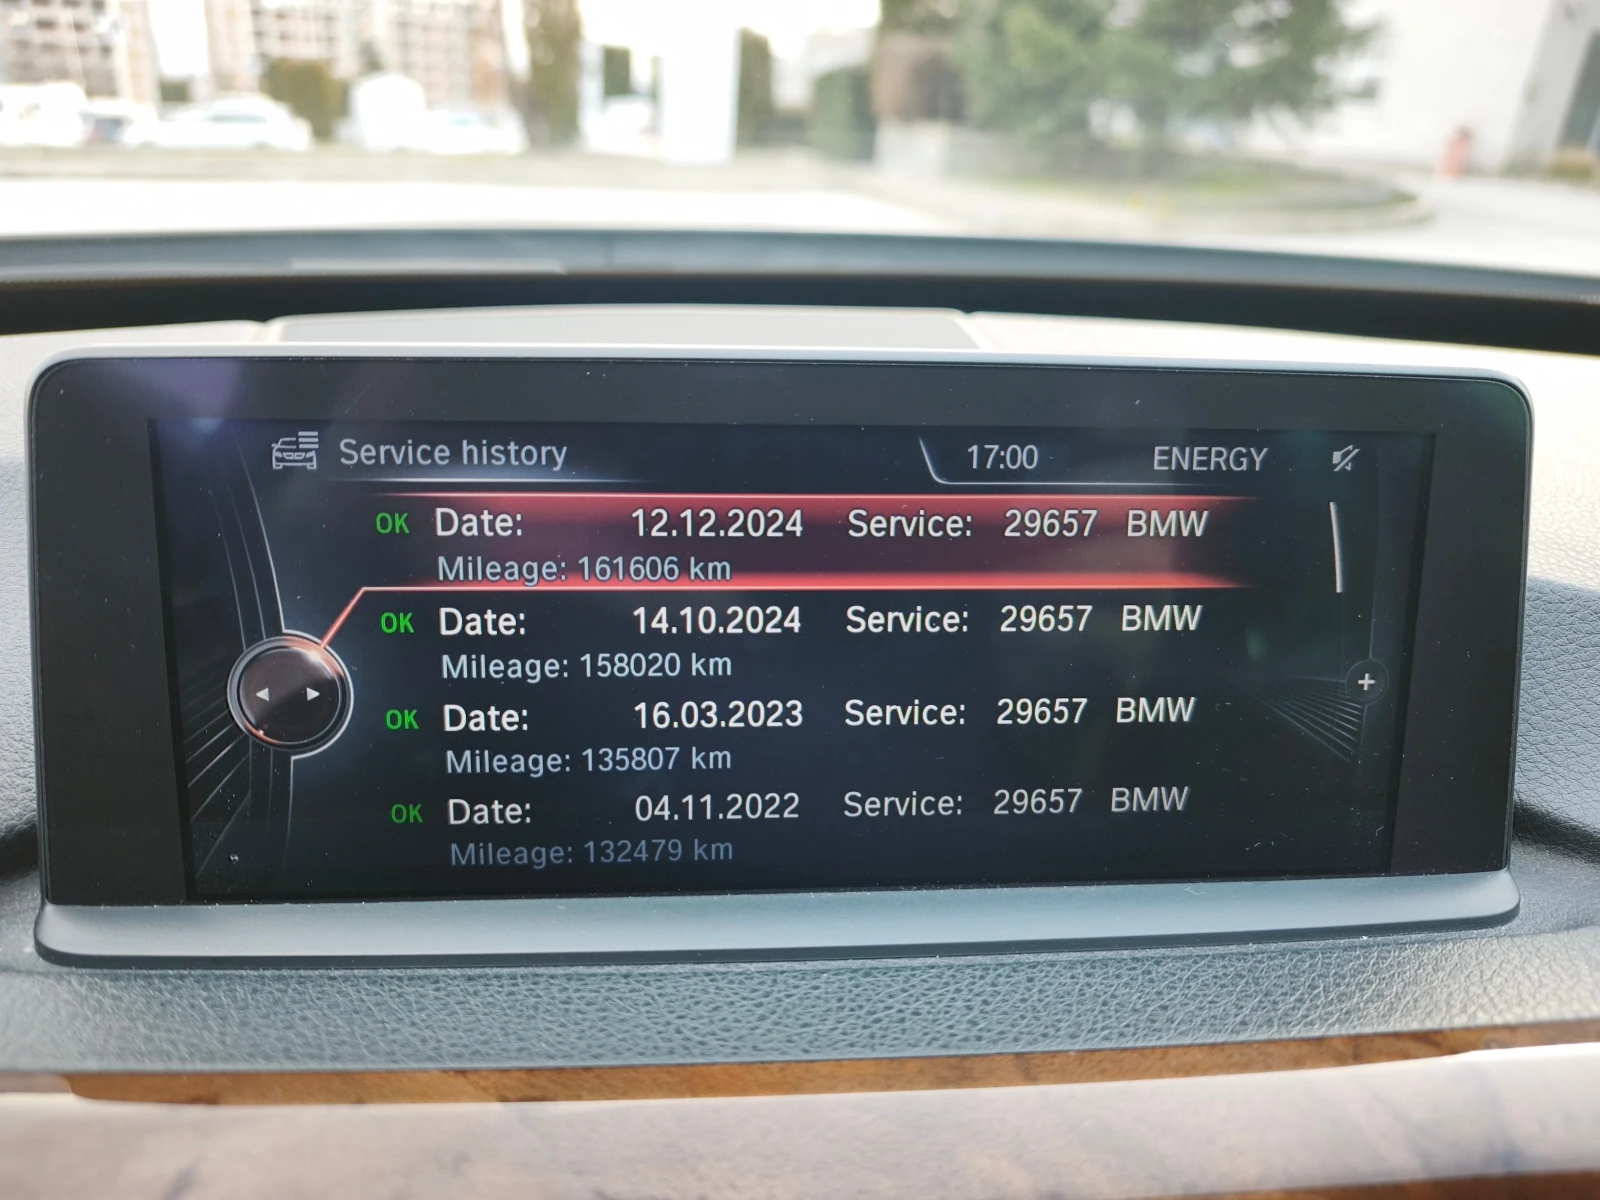 Service history 17:00 ENERGY
OK Date: 12.12.2024 Service: 29657 BMW
Mileage: 161606 km
OK Date: 14.10.2024 Service: 29657 BMW
Mileage: 158020 km
OK Date: 16.03.2023 Service: 29657 BMW
Mileage: 135807 km
OK Date: 04.11.2022 Service: 29657 BMW
Mileage: 132479 km